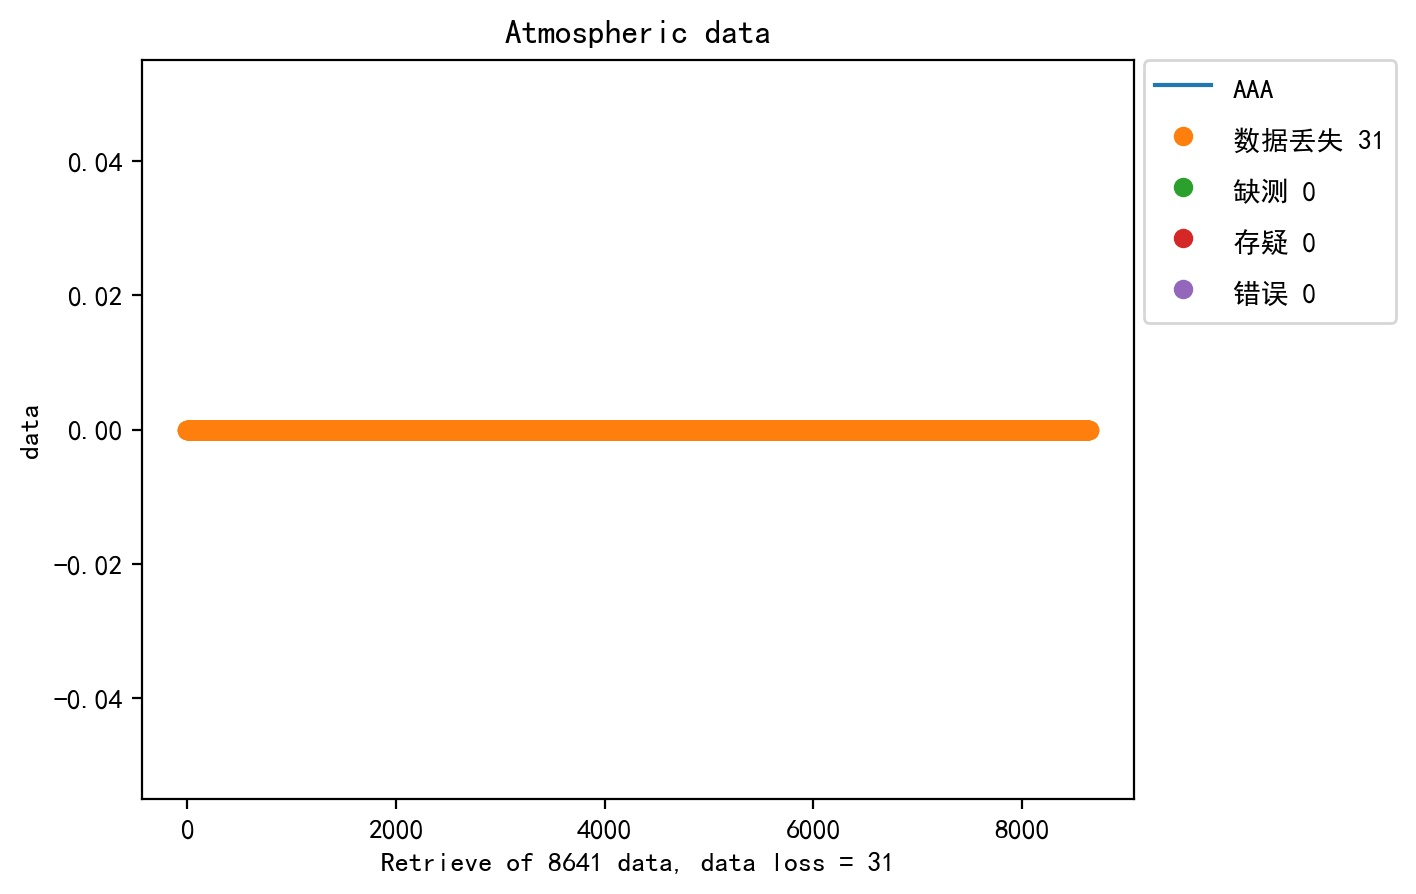 Atmospheric data
AAA
数据丢失 31
缺测 0
存疑 0
错误 0
0.04
0.02
0.00
-0.02
-0.04
data
0
2000
4000
6000
8000
Retrieve of 8641 data, data loss = 31